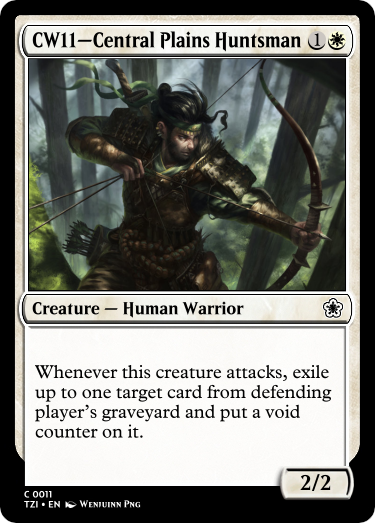 CW11—Central Plains Huntsman 1
Creature — Human Warrior
Whenever this creature attacks, exile
up to one target card from defending
player's graveyard and put a void
counter on it.
2/2
C 0011
TZI • EN Wenjuinn Png